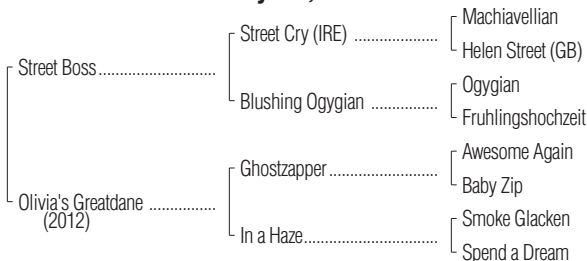 Machiavellian
Street Cry (IRE) ....................
Helen Street (GB)
Street Boss............................
Ogygian
Blushing Ogygian ................
Fruhlingshochzeit
Awesome Again
Ghostzapper..........................
Baby Zip
Olivia's Greatdane ................
(2012)
Smoke Glacken
In a Haze................................
Spend a Dream